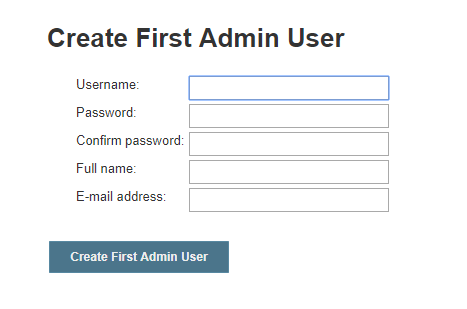 Create First Admin User
Username:
Password:
Confirm password:
Full name:
E-mail address:
Create First Admin User